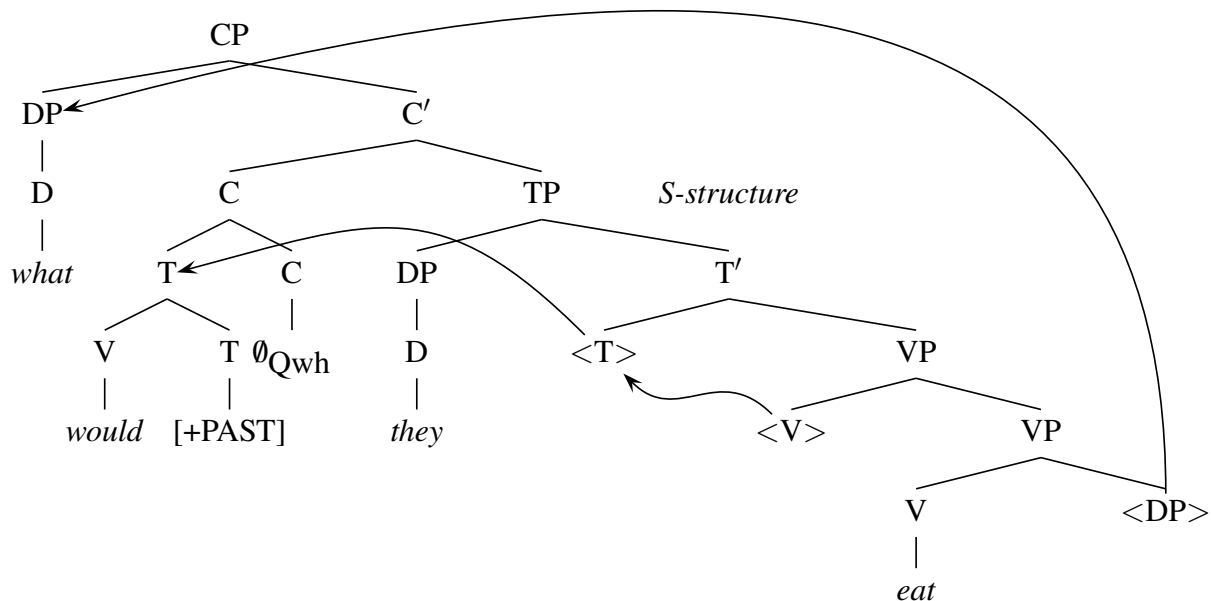 CP
DP C′
D C TP S-structure
what T C DP T′
V T ∅Qwh D <T> VP
would [+PAST] they <V> VP
V <DP>
eat